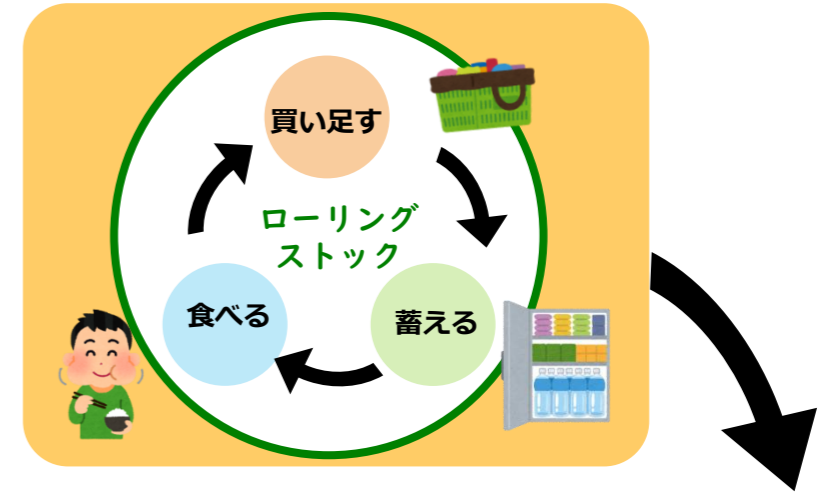 買い足す
ローリング
ストック
食べる
蓄える